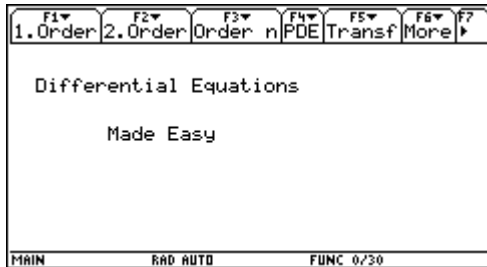 F1▼ F2▼ F3▼ F4▼ F5▼ F6▼ F7
1.Order 2.Order Order n PDE Transf More ▶
Differential Equations
Made Easy
MAIN RAD AUTO FUNC 0/30